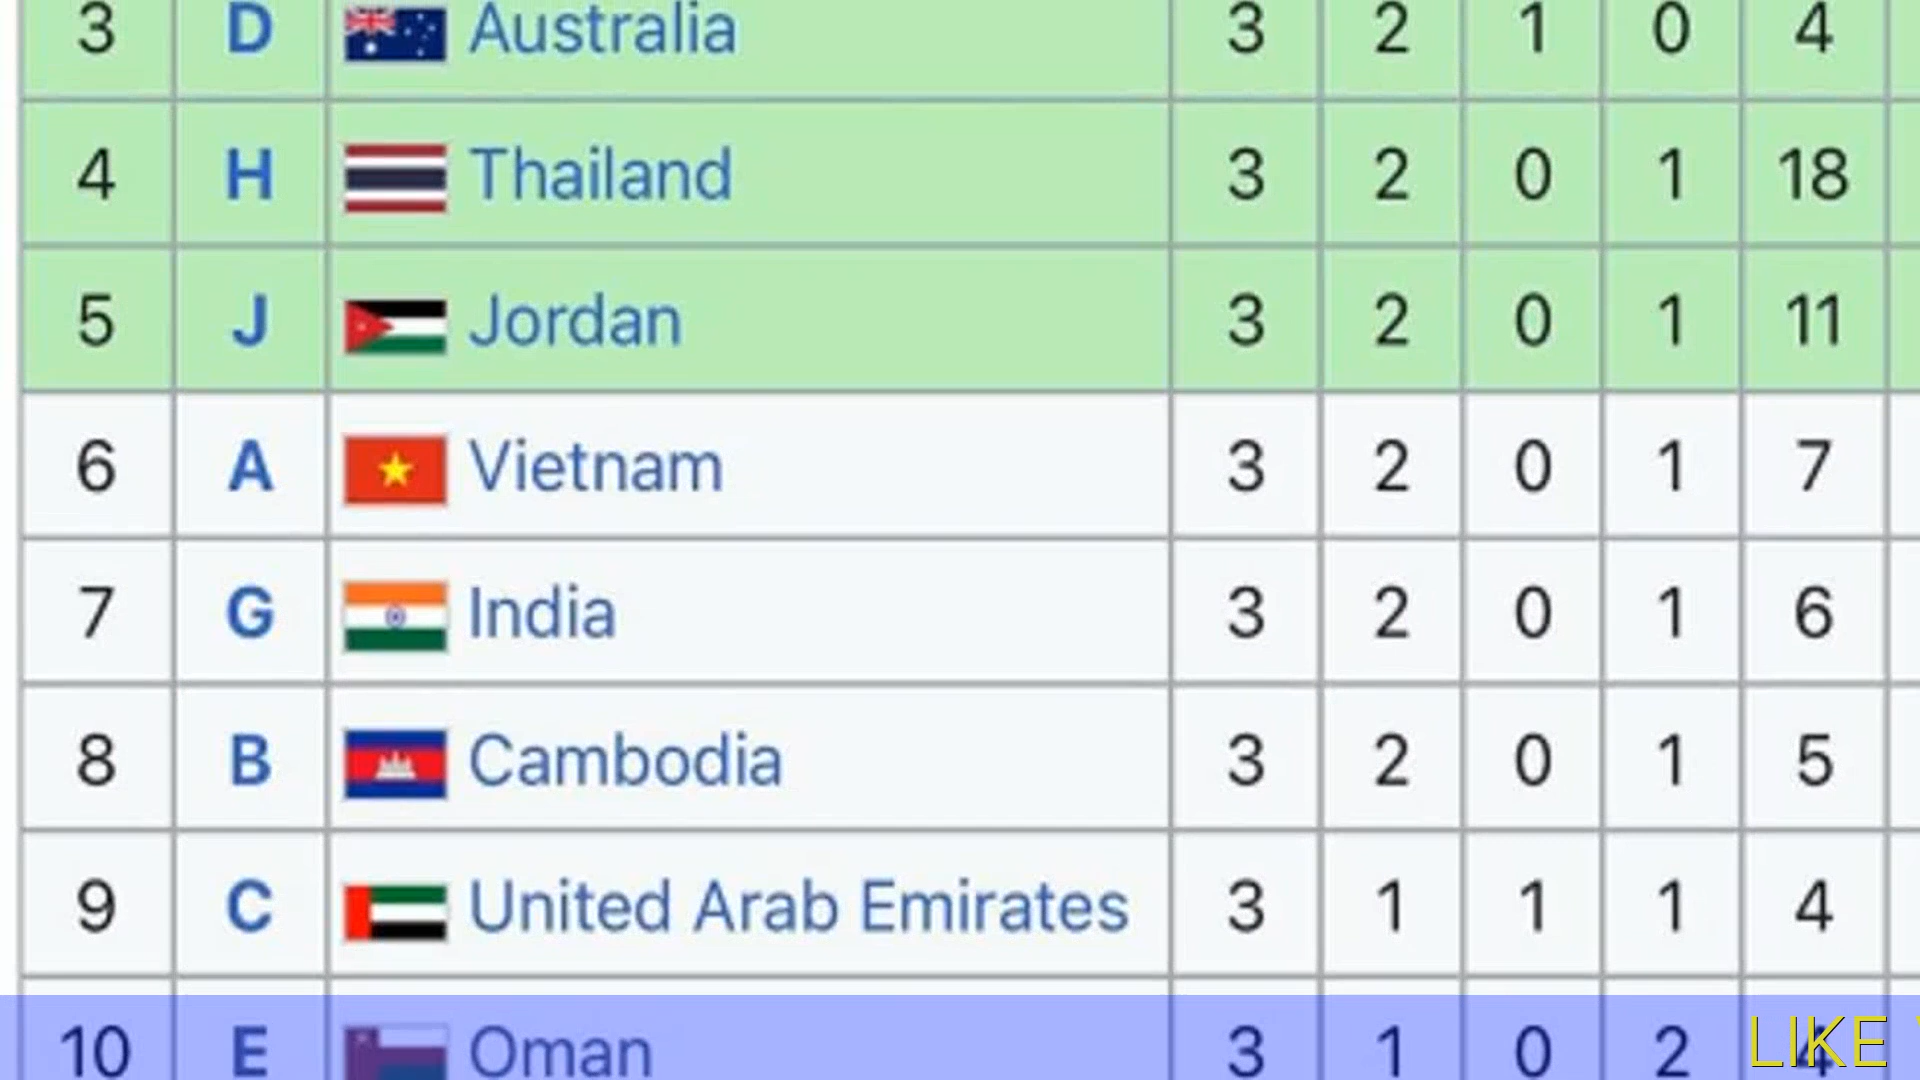 3 D Australia 3 2 1 0 4
4 H Thailand 3 2 0 1 18
5 J Jordan 3 2 0 1 11
6 A Vietnam 3 2 0 1 7
7 G India 3 2 0 1 6
8 B Cambodia 3 2 0 1 5
9 C United Arab Emirates 3 1 1 1 4
10 E Oman 3 1 0 2 4
LIKE